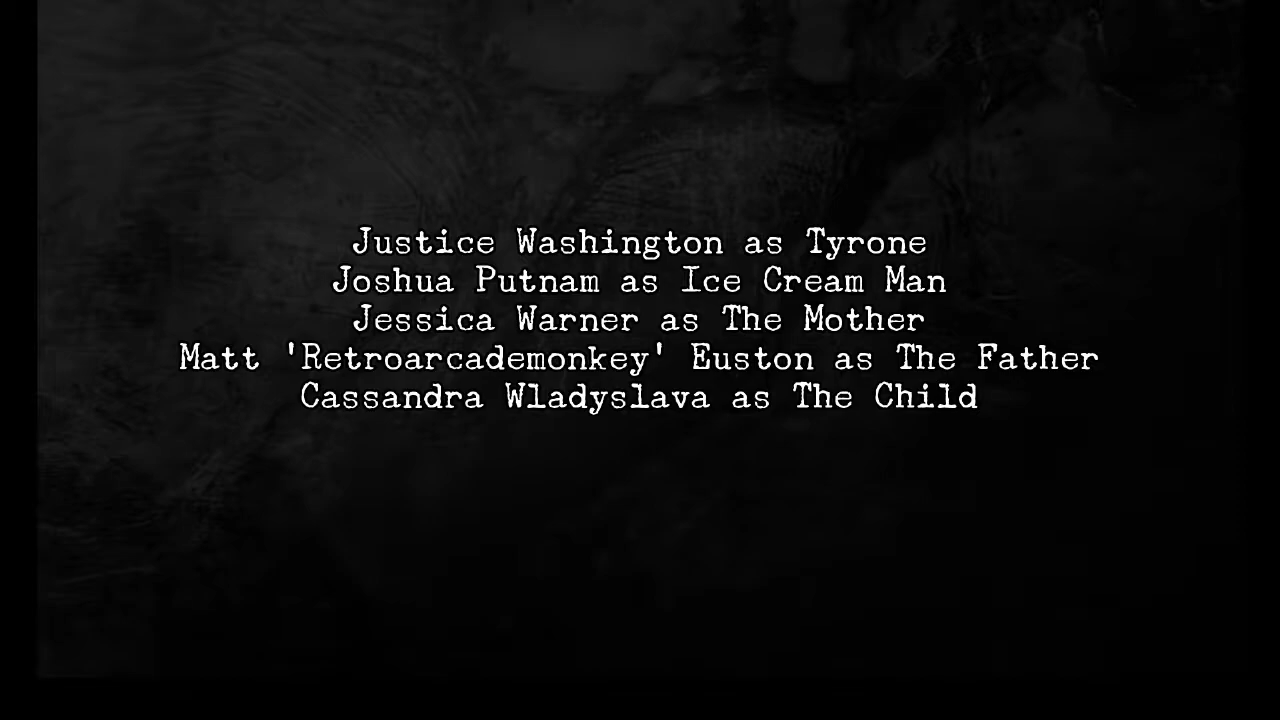 Justice Washington as Tyrone
Joshua Putnam as Ice Cream Man
Jessica Warner as The Mother
Matt 'Retroarcademonkey' Euston as The Father
Cassandra Wladyslava as The Child